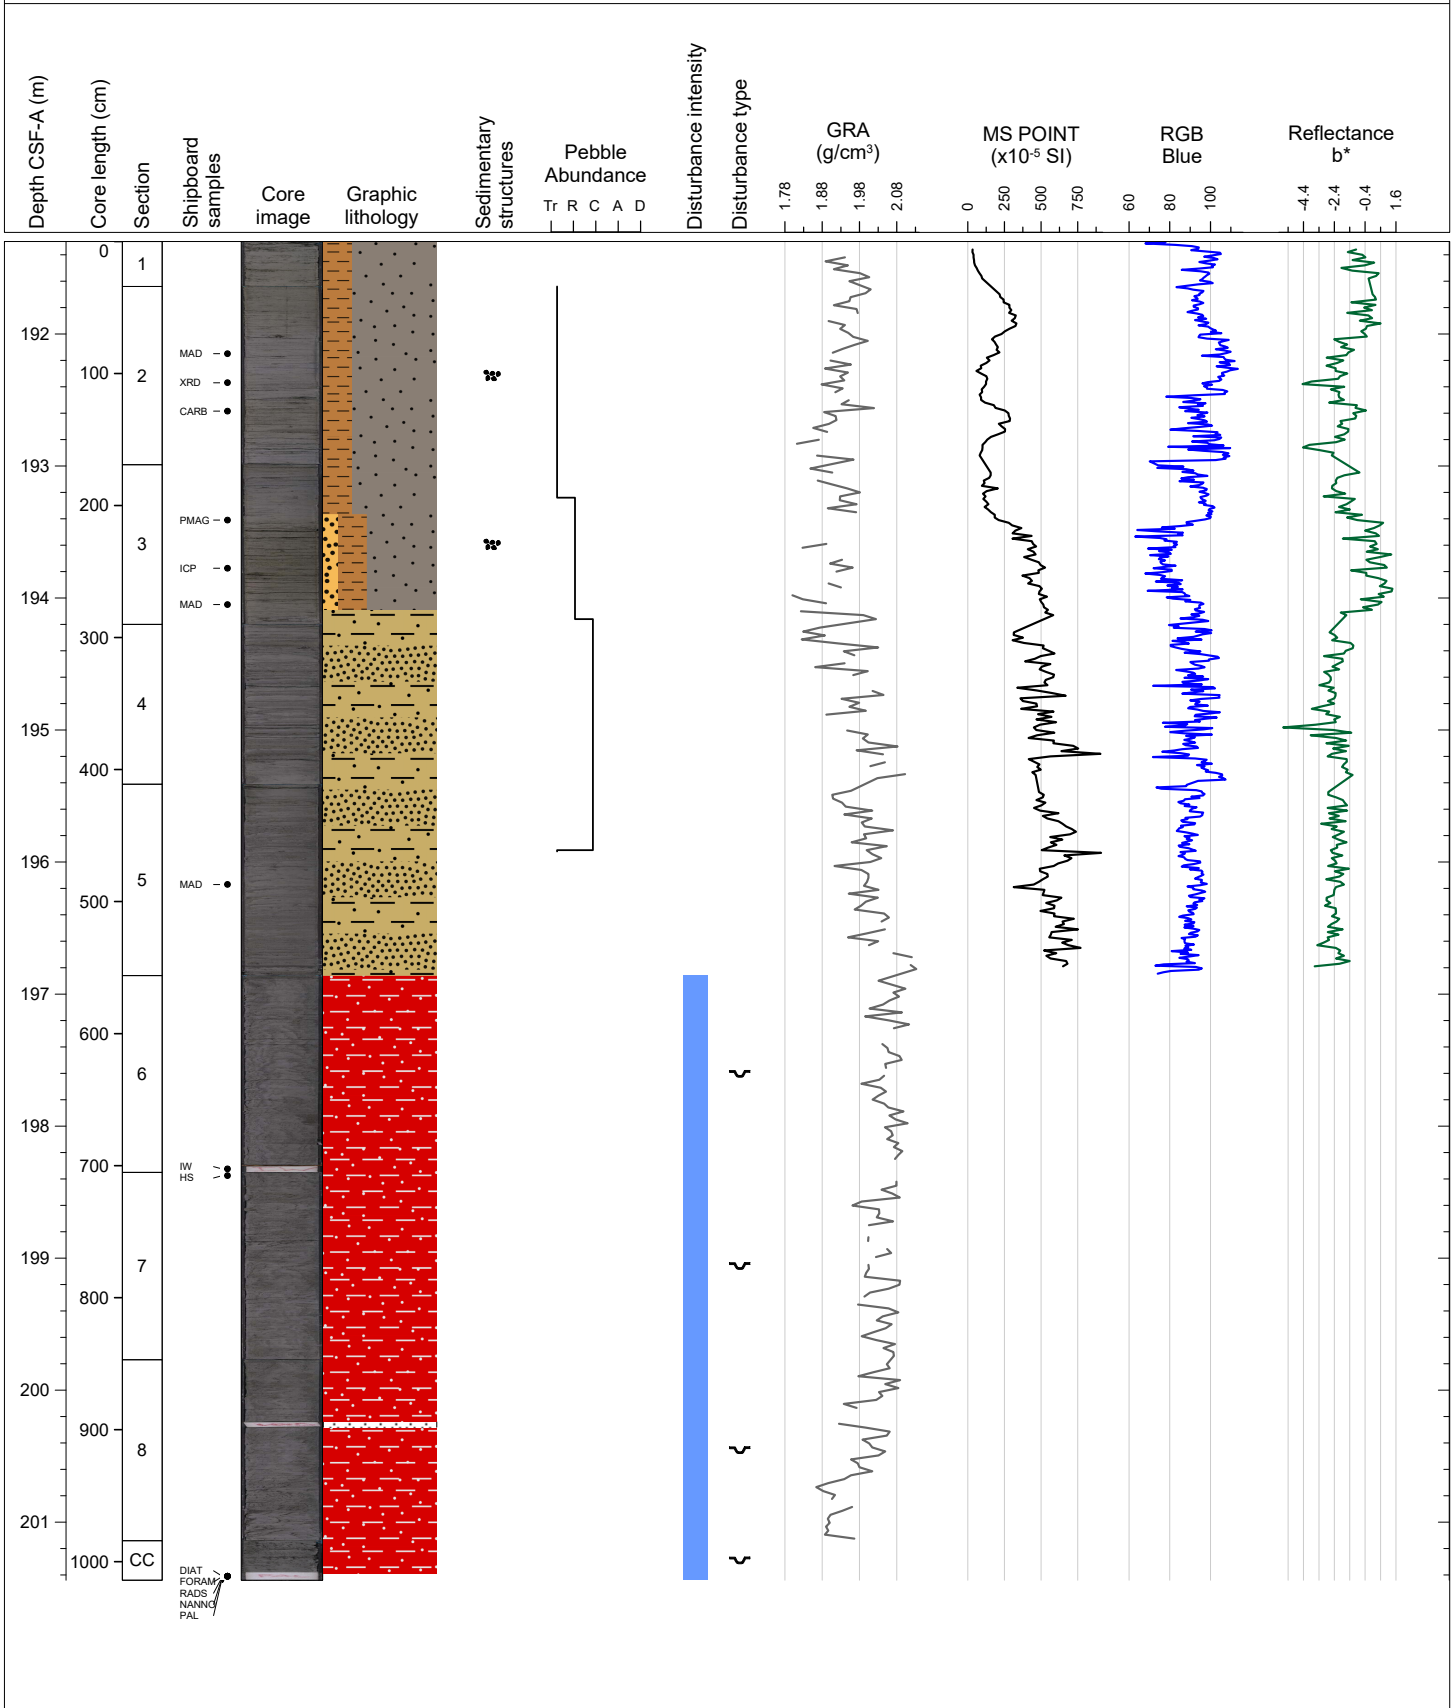 Depth CSF-A (m)
Core length (cm)
Section
Shipboard
samples
Core
image
Graphic
lithology
Sedimentary
structures
Pebble
Abundance
Tr R C A D
Disturbance intensity
Disturbance type
GRA
(g/cm³)
1.78 1.88 1.98 2.08
MS POINT
(x10⁻⁵ SI)
0 250 500 750
RGB
Blue
60 80 100
Reflectance
b*
-4.4 -2.4 -0.4 1.6
0
1
192
MAD
100
2
XRD
CARB
193
200
PMAG
3
ICP
194
MAD
300
4
195
400
196
5
MAD
500
197
600
6
198
700
IW
HS
199
7
800
200
900
8
201
1000
CC
DIAT
FORAM
RADS
NANNO
PAL